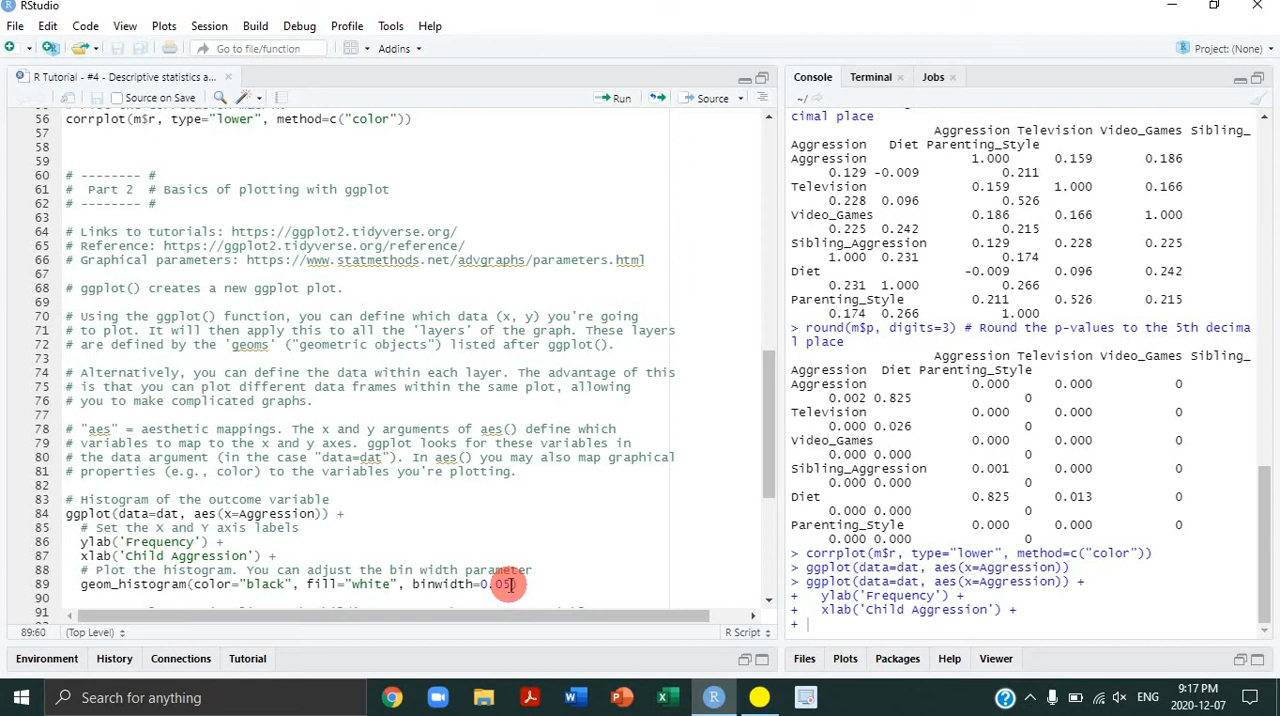 RStudio
File Edit Code View Plots Session Build Debug Profile Tools Help
Go to file/function
Addins
Project: (None)
R Tutorial - #4 - Descriptive statistics a...
Source on Save
Run
Source
56 corrplot(m$r, type="lower", method=c("color"))
57
58
59
60 # -------- #
61 #  Part 2  # Basics of plotting with ggplot
62 # -------- #
63
64 # Links to tutorials: https://ggplot2.tidyverse.org/
65 # Reference: https://ggplot2.tidyverse.org/reference/
66 # Graphical parameters: https://www.statmethods.net/advgraphs/parameters.html
67
68 # ggplot() creates a new ggplot plot.
69
70 # Using the ggplot() function, you can define which data (x, y) you're going
71 # to plot. It will then apply this to all the 'layers' of the graph. These layers
72 # are defined by the 'geoms' ("geometric objects") listed after ggplot().
73
74 # Alternatively, you can define the data within each layer. The advantage of this
75 # is that you can plot different data frames within the same plot, allowing
76 # you to make complicated graphs.
77
78 # "aes" = aesthetic mappings. The x and y arguments of aes() define which
79 # variables to map to the x and y axes. ggplot looks for these variables in
80 # the data argument (in the case "data=dat"). In aes() you may also map graphical
81 # properties (e.g., color) to the variables you're plotting.
82
83 # Histogram of the outcome variable
84 ggplot(data=dat, aes(x=Aggression)) +
85   # Set the X and Y axis labels
86   ylab('Frequency') +
87   xlab('Child Aggression') +
88   # Plot the histogram. You can adjust the bin width parameter
89   geom_histogram(color="black", fill="white", binwidth=0.05)
90
91
89:60 (Top Level)
R Script
Console Terminal Jobs
~/
cimal place
Aggression Television Video_Games Sibling_
Aggression Diet Parenting_Style
Aggression 1.000 0.159 0.186
0.129 -0.009 0.211
Television 0.159 1.000 0.166
0.228 0.096 0.526
Video_Games 0.186 0.166 1.000
0.225 0.242 0.215
Sibling_Aggression 0.129 0.228 0.225
1.000 0.231 0.174
Diet -0.009 0.096 0.242
0.231 1.000 0.266
Parenting_Style 0.211 0.526 0.215
0.174 0.266 1.000
> round(m$p, digits=3) # Round the p-values to the 5th decima
l place
Aggression Television Video_Games Sibling_
Aggression Diet Parenting_Style
Aggression 0.000 0.000 0
0.002 0.825 0
Television 0.000 0.000 0
0.000 0.026 0
Video_Games 0.000 0.000 0
0.000 0.000 0
Sibling_Aggression 0.001 0.000 0
0.000 0.000 0
Diet 0.825 0.013 0
0.000 0.000 0
Parenting_Style 0.000 0.000 0
0.000 0.000 0
> corrplot(m$r, type="lower", method=c("color"))
> ggplot(data=dat, aes(x=Aggression))
> ggplot(data=dat, aes(x=Aggression)) +
+   ylab('Frequency') +
+   xlab('Child Aggression') +
+
Environment History Connections Tutorial
Files Plots Packages Help Viewer
Search for anything
ENG
9:17 PM
2020-12-07